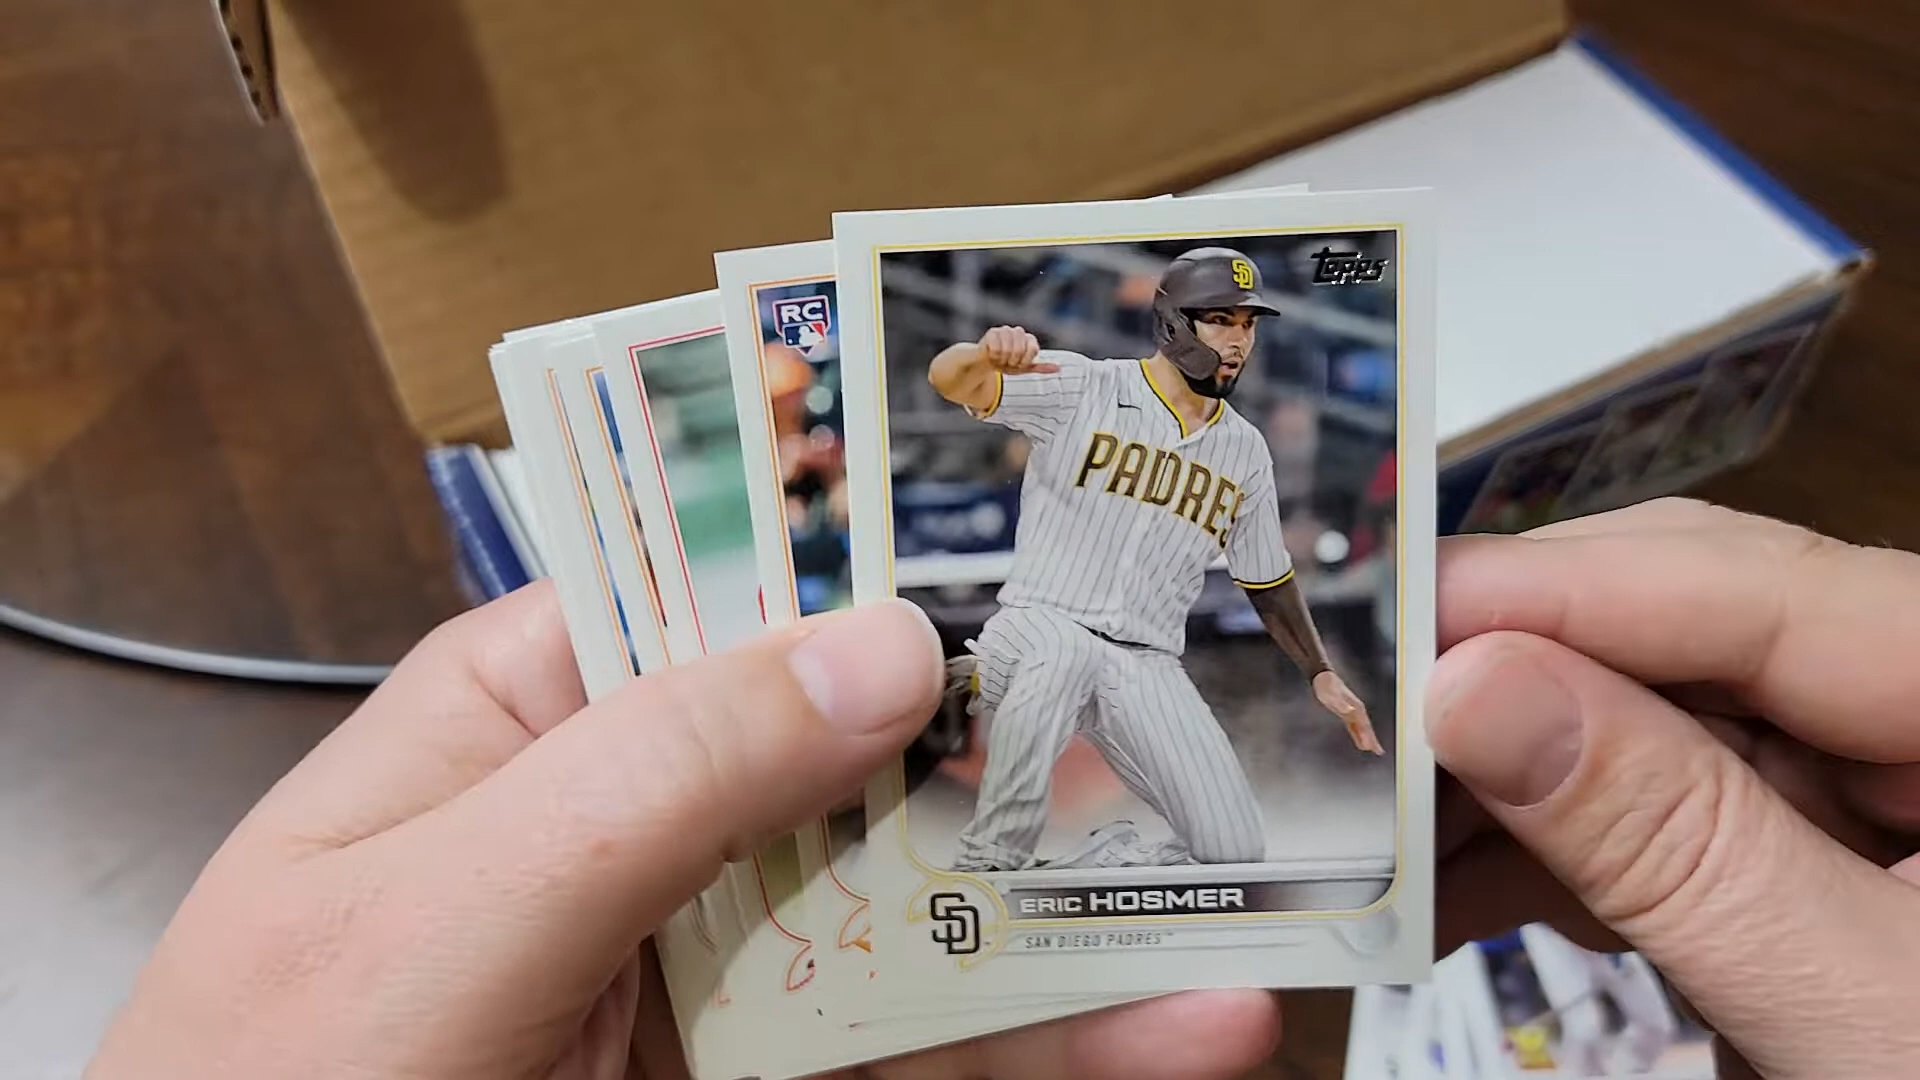 Topps
RC
SD
PADRES
ERIC HOSMER
SD
SAN DIEGO PADRES™